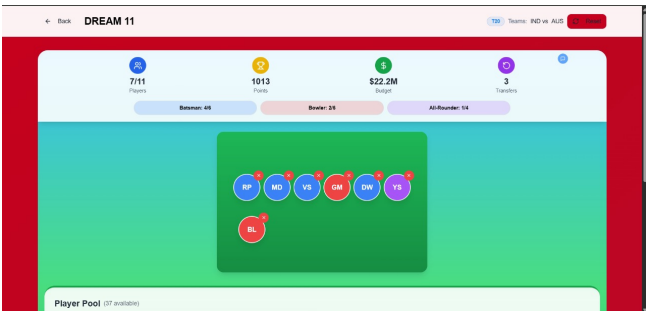 ← Back DREAM 11 T20 Teams: IND vs AUS Reset
7/11 1013 $22.2M 3
Players Points Budget Transfers
Batsman: 4/6 Bowler: 2/6 All-Rounder: 1/4
RP MD VS GM DW YS
BL
Player Pool (37 available)